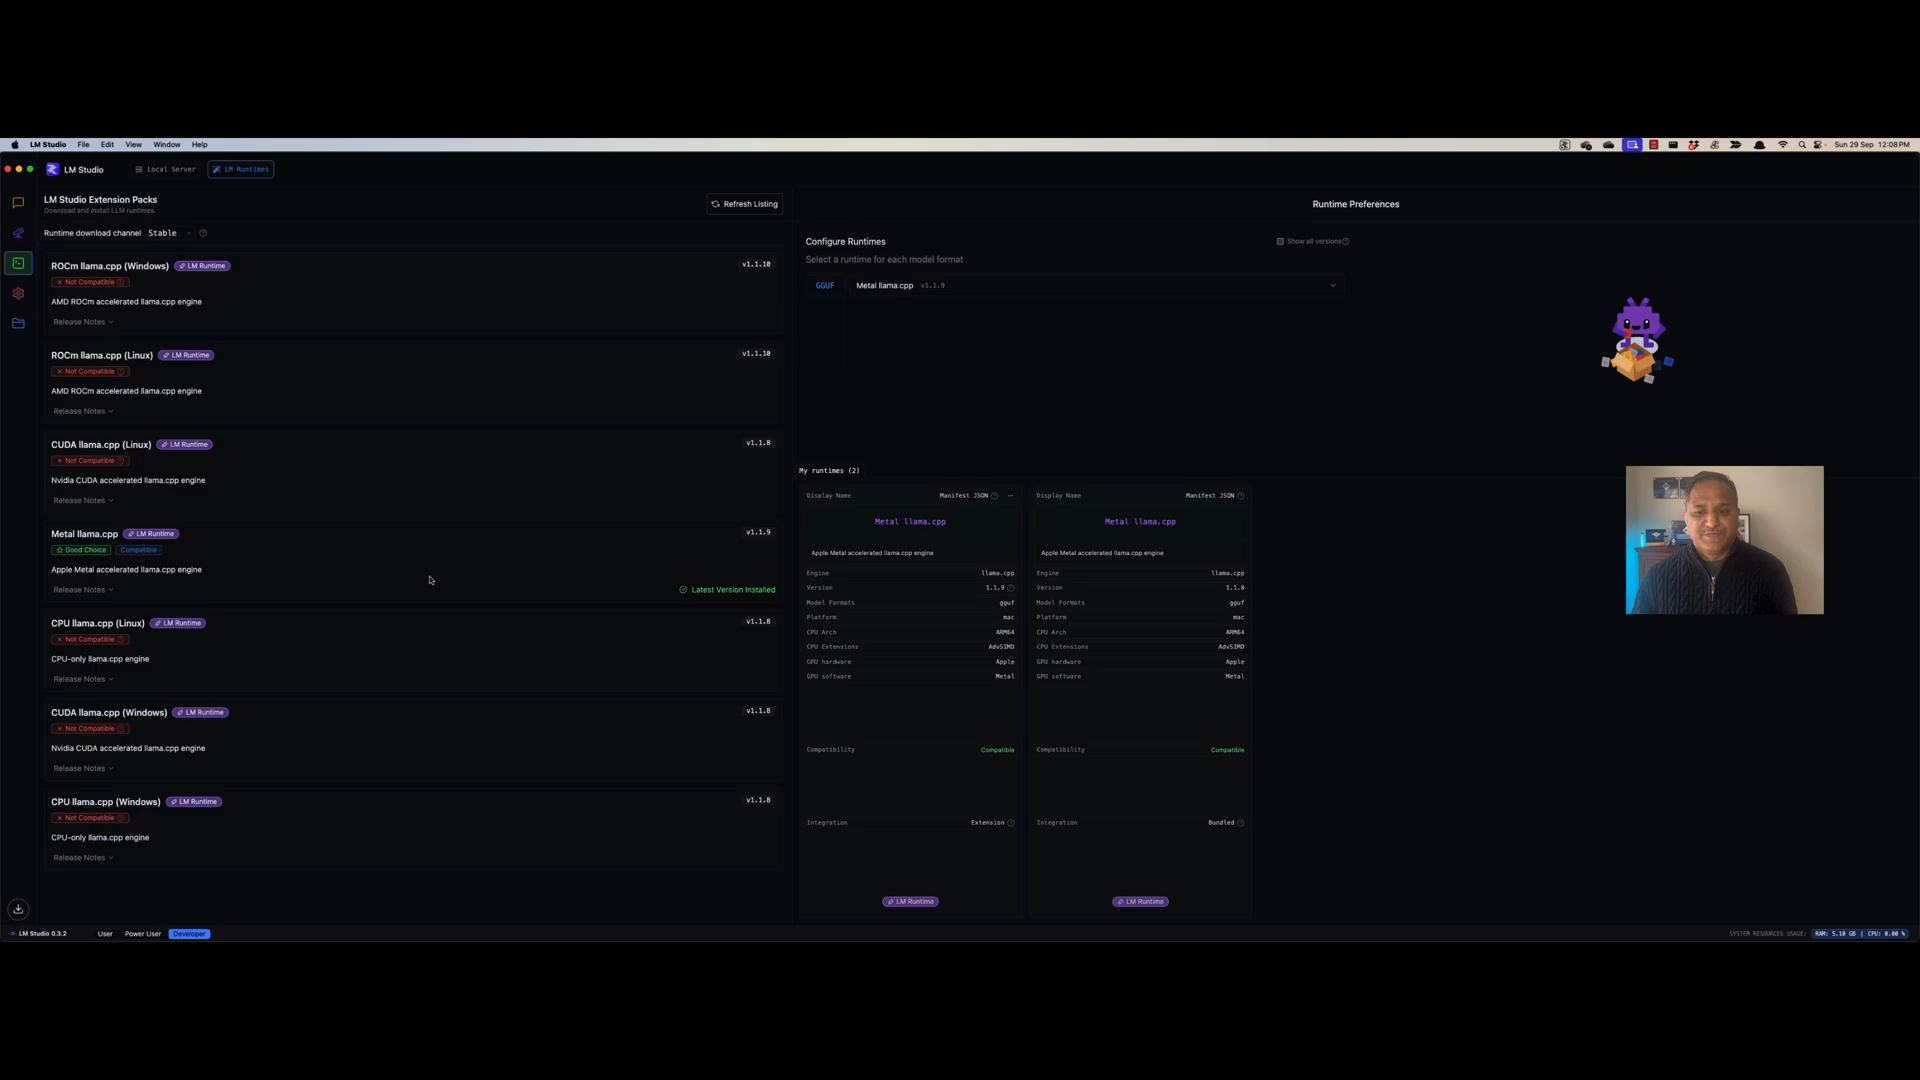 LM Studio File Edit View Window Help
Sun 29 Sep 12:08 PM
LM Studio Local Server LM Runtimes
LM Studio Extension Packs
Download and install LLM runtimes.
Refresh Listing
Runtime download channel Stable
ROCm llama.cpp (Windows) LM Runtime v1.1.10
Not Compatible
AMD ROCm accelerated llama.cpp engine
Release Notes
ROCm llama.cpp (Linux) LM Runtime v1.1.10
Not Compatible
AMD ROCm accelerated llama.cpp engine
Release Notes
CUDA llama.cpp (Linux) LM Runtime v1.1.8
Not Compatible
Nvidia CUDA accelerated llama.cpp engine
Release Notes
Metal llama.cpp LM Runtime v1.1.9
Good Choice Compatible
Apple Metal accelerated llama.cpp engine
Release Notes Latest Version Installed
CPU llama.cpp (Linux) LM Runtime v1.1.8
Not Compatible
CPU-only llama.cpp engine
Release Notes
CUDA llama.cpp (Windows) LM Runtime v1.1.8
Not Compatible
Nvidia CUDA accelerated llama.cpp engine
Release Notes
CPU llama.cpp (Windows) LM Runtime v1.1.8
Not Compatible
CPU-only llama.cpp engine
Release Notes
Runtime Preferences
Configure Runtimes Show all versions
Select a runtime for each model format
GGUF Metal llama.cpp v1.1.9
My runtimes (2)
Display Name Manifest JSON
Metal llama.cpp
Apple Metal accelerated llama.cpp engine
Engine llama.cpp
Version 1.1.9
Model Formats gguf
Platform mac
CPU Arch ARM64
CPU Extensions AdvSIMD
GPU hardware Apple
GPU software Metal
Compatibility Compatible
Integration Extension
LM Runtime
Display Name Manifest JSON
Metal llama.cpp
Apple Metal accelerated llama.cpp engine
Engine llama.cpp
Version 1.1.8
Model Formats gguf
Platform mac
CPU Arch ARM64
CPU Extensions AdvSIMD
GPU hardware Apple
GPU software Metal
Compatibility Compatible
Integration Bundled
LM Runtime
LM Studio 0.3.2 User Power User Developer
SYSTEM RESOURCES USAGE: RAM: 5.10 GB | CPU: 0.00 %